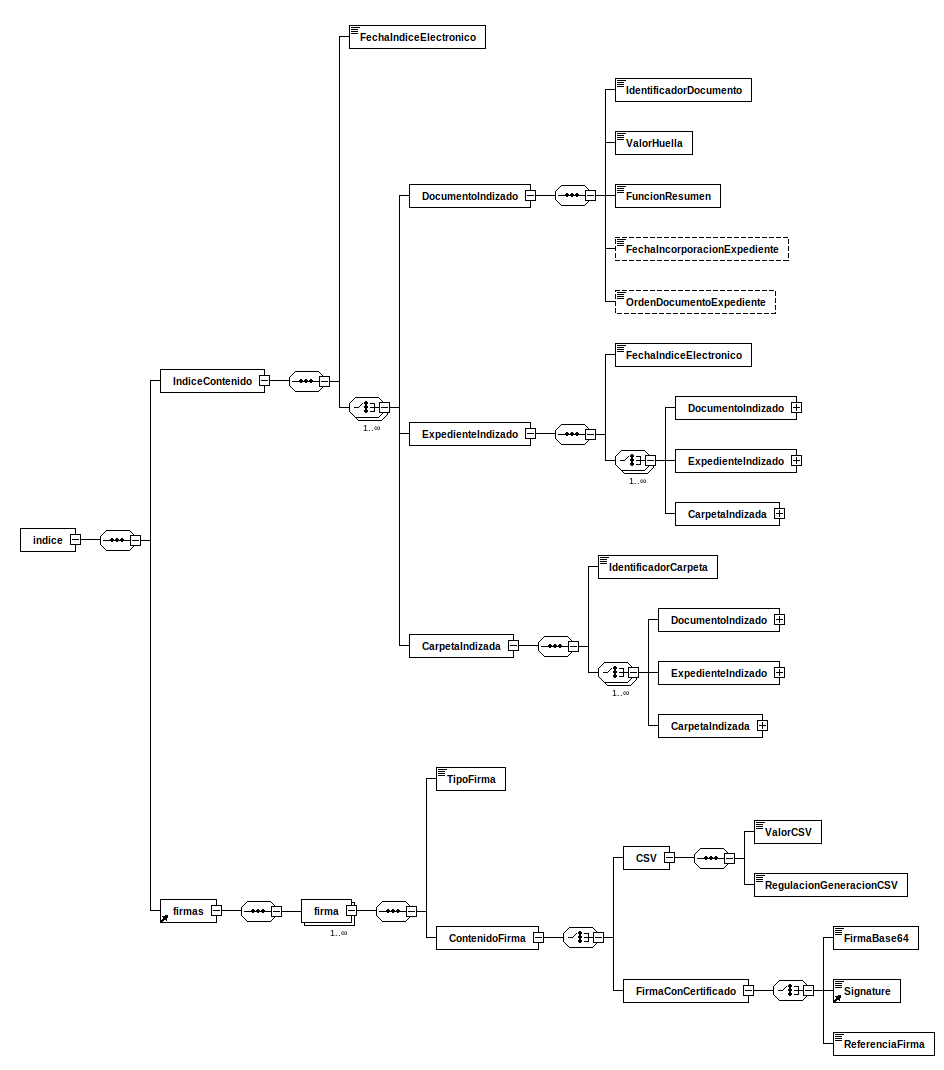 FechaIndiceElectronico
IdentificadorDocumento
ValorHuella
DocumentoIndizado
FuncionResumen
FechaIncorporacionExpediente
OrdenDocumentoExpediente
FechaIndiceElectronico
IndiceContenido
1..∞
DocumentoIndizado
ExpedienteIndizado
ExpedienteIndizado
1..∞
CarpetaIndizada
indice
IdentificadorCarpeta
DocumentoIndizado
CarpetaIndizada
ExpedienteIndizado
1..∞
CarpetaIndizada
TipoFirma
ValorCSV
CSV
RegulacionGeneracionCSV
firmas
firma
1..∞
ContenidoFirma
FirmaBase64
FirmaConCertificado
Signature
ReferenciaFirma